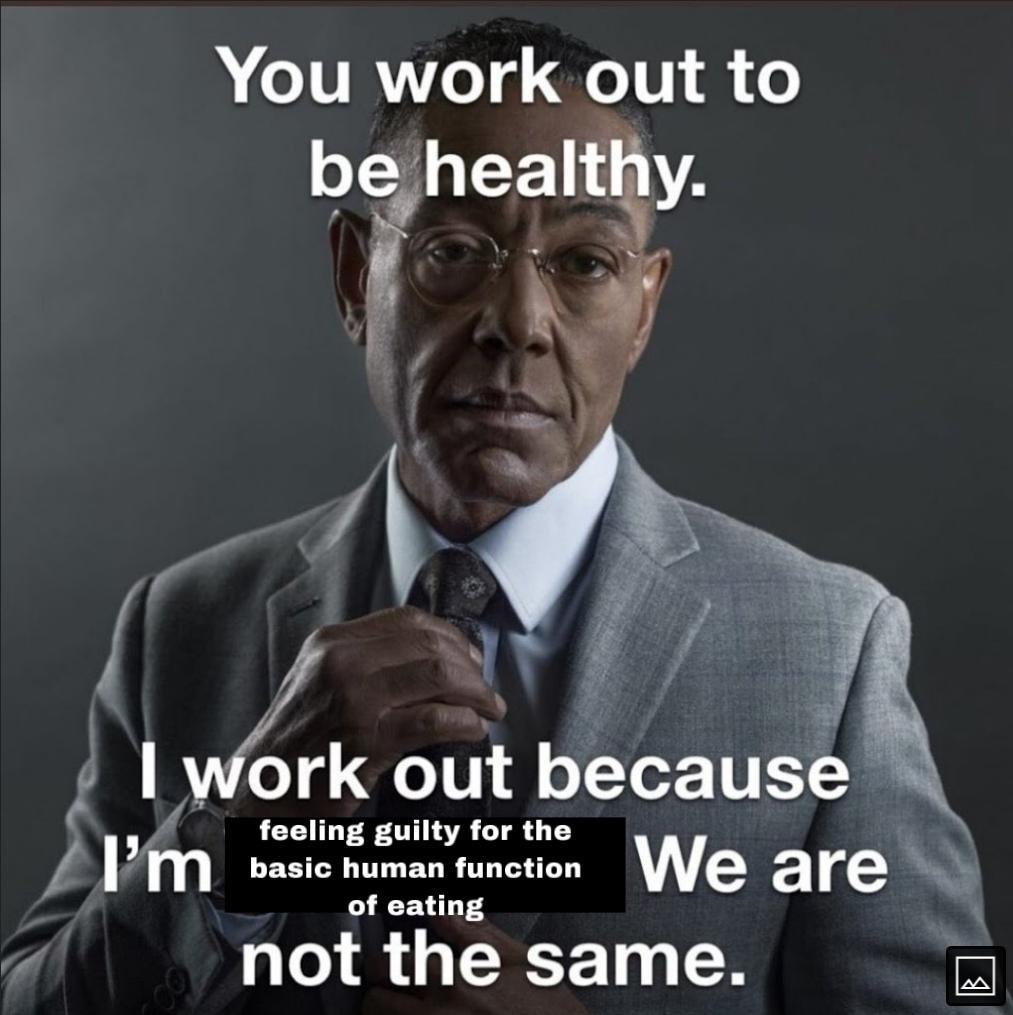 You work out to
be healthy.
I work out because
I'm feeling guilty for the
basic human function
of eating We are
not the same.